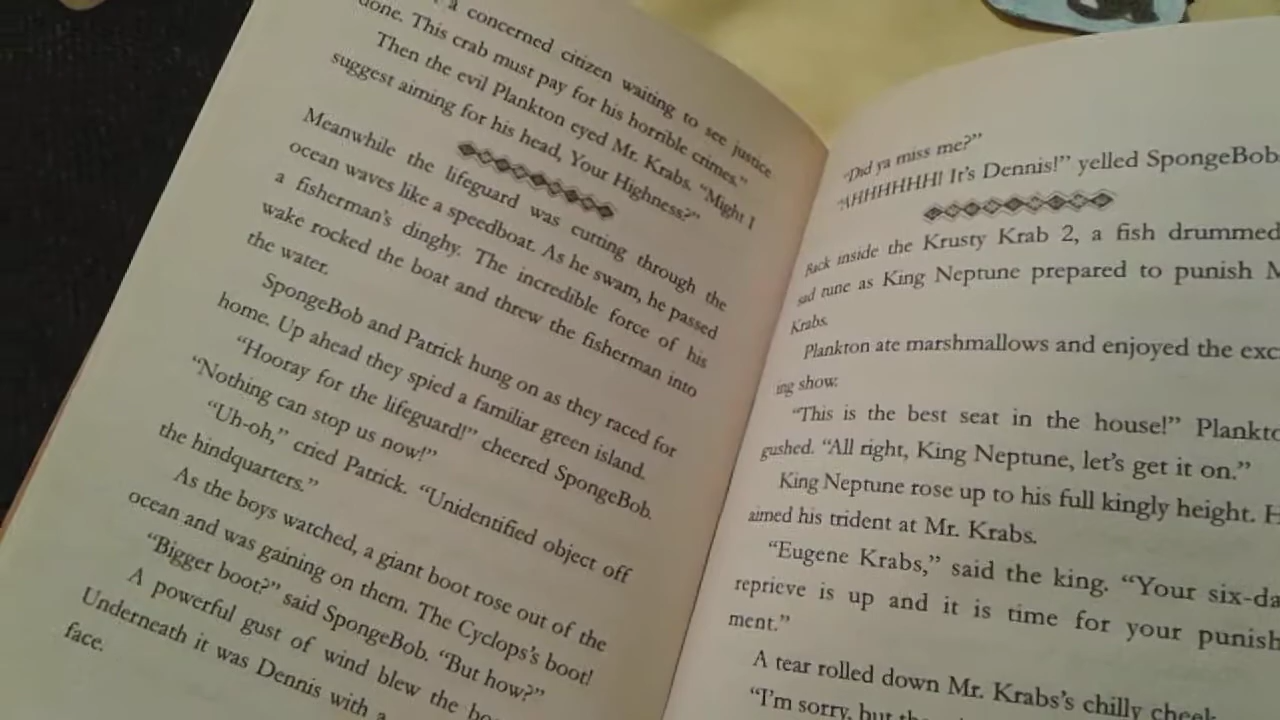 a concerned citizen waiting to see justice
done. This crab must pay for his horrible crimes."
Then the evil Plankton eyed Mr. Krabs. "Might I
suggest aiming for his head, Your Highness?"
Meanwhile the lifeguard was cutting through the
ocean waves like a speedboat. As he swam, he passed
a fisherman's dinghy. The incredible force of his
wake rocked the boat and threw the fisherman into
the water.
SpongeBob and Patrick hung on as they raced for
home. Up ahead they spied a familiar green island.
"Hooray for the lifeguard!" cheered SpongeBob.
"Nothing can stop us now!"
"Uh-oh," cried Patrick. "Unidentified object off
the hindquarters."
As the boys watched, a giant boot rose out of the
ocean and was gaining on them. The Cyclops's boot!
"Bigger boot?" said SpongeBob. "But how?"
A powerful gust of wind blew the bo
Underneath it was Dennis with a
face.
"Did ya miss me?"
"AHHHHHH! It's Dennis!" yelled SpongeBob.
Back inside the Krusty Krab 2, a fish drummed
sad tune as King Neptune prepared to punish M
Krabs.
Plankton ate marshmallows and enjoyed the exc
ing show.
"This is the best seat in the house!" Plankto
gushed. "All right, King Neptune, let's get it on."
King Neptune rose up to his full kingly height. H
aimed his trident at Mr. Krabs.
"Eugene Krabs," said the king. "Your six-da
reprieve is up and it is time for your punish
ment."
A tear rolled down Mr. Krabs's chilly cheek
"I'm sorry, but